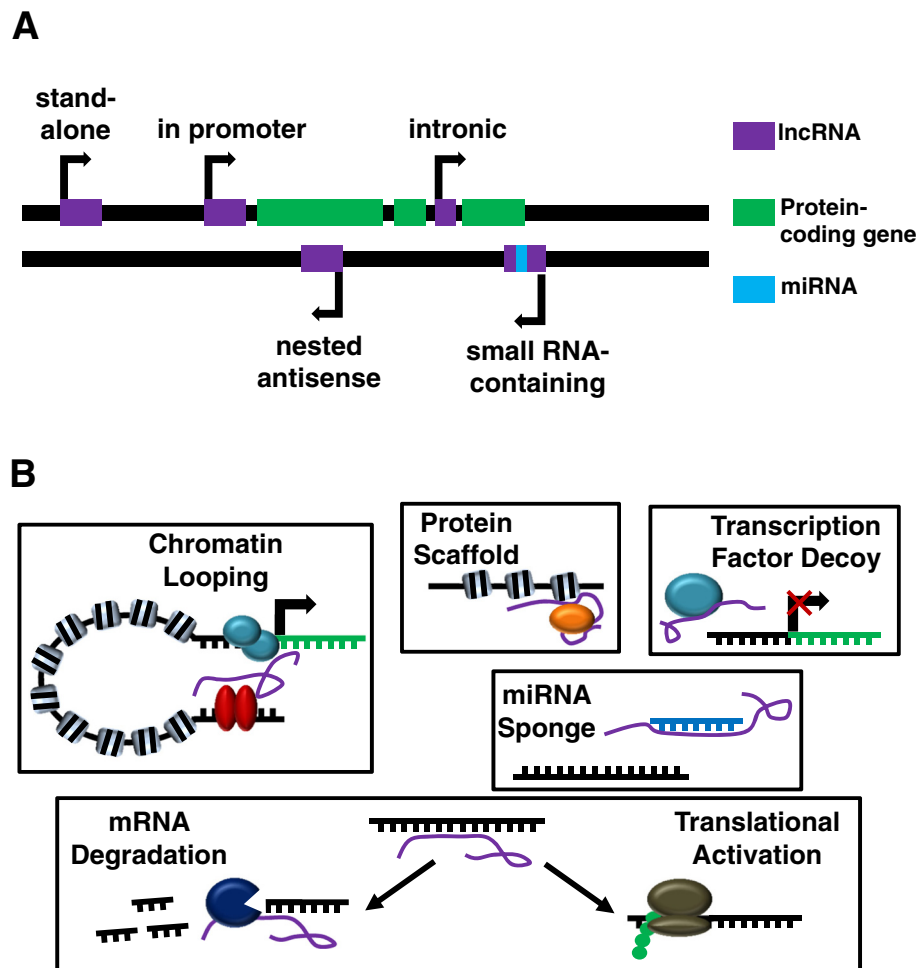 A
stand-
alone
in promoter
intronic
lncRNA
Protein-
coding gene
miRNA
nested
antisense
small RNA-
containing
B
Chromatin
Looping
Protein
Scaffold
Transcription
Factor Decoy
miRNA
Sponge
mRNA
Degradation
Translational
Activation